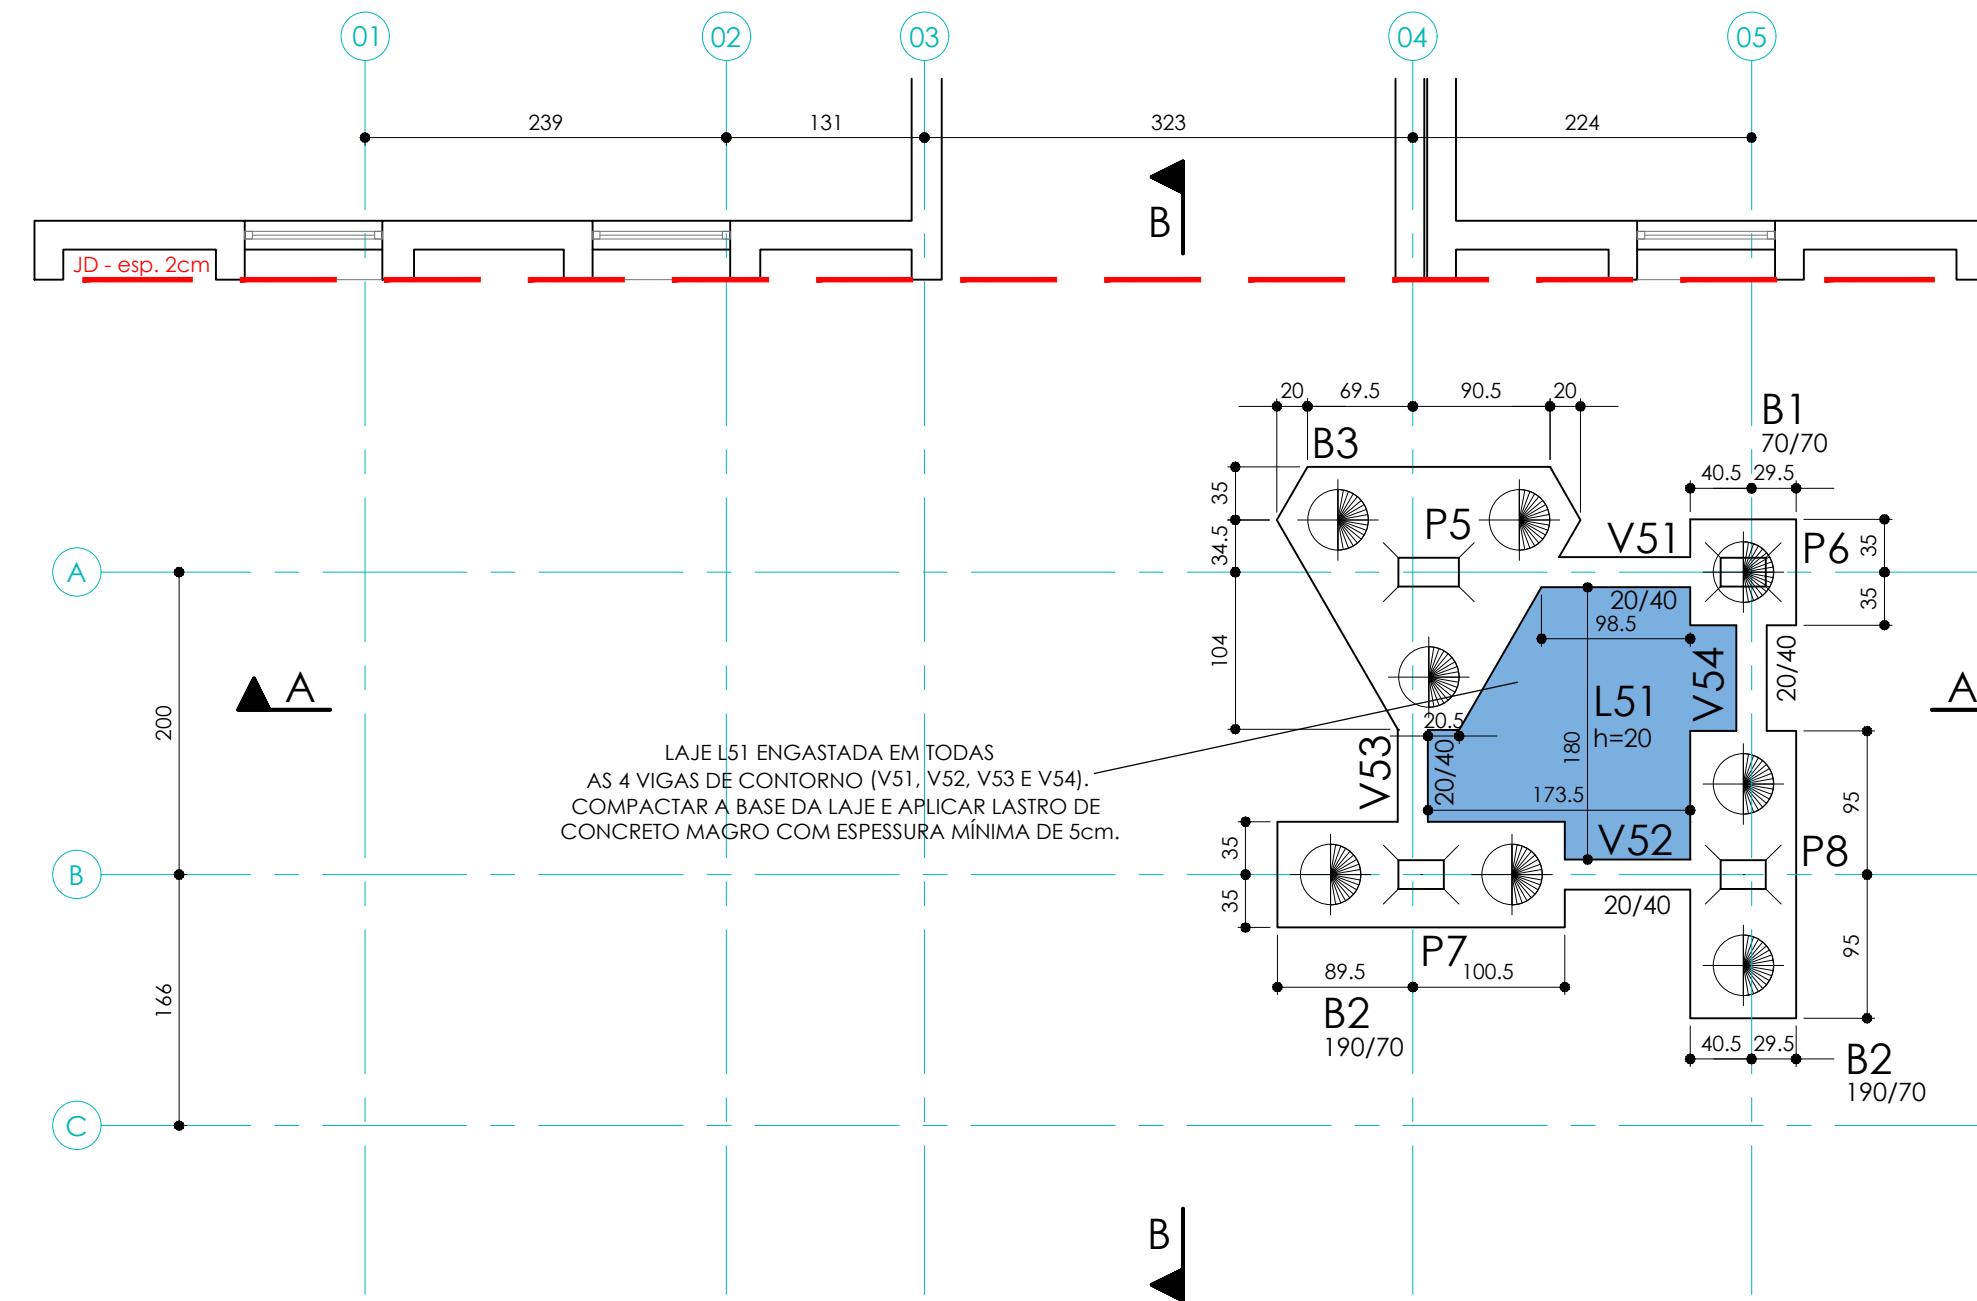 01
02
03
04
05
239
131
323
224
B
JD - esp. 2cm
20
69.5
90.5
20
B1
70/70
B3
40.5
29.5
35
P5
V51
P6
35
34.5
A
20/40
35
98.5
104
V54
20/40
A
A
L51
200
20.5
h=20
LAJE L51 ENGASTADA EM TODAS
AS 4 VIGAS DE CONTORNO (V51, V52, V53 E V54).
COMPACTAR A BASE DA LAJE E APLICAR LASTRO DE
CONCRETO MAGRO COM ESPESSURA MÍNIMA DE 5cm.
V53
20/40
180
173.5
95
35
V52
P8
B
35
20/40
P7
95
89.5
100.5
166
B2
190/70
40.5
29.5
B2
190/70
C
B